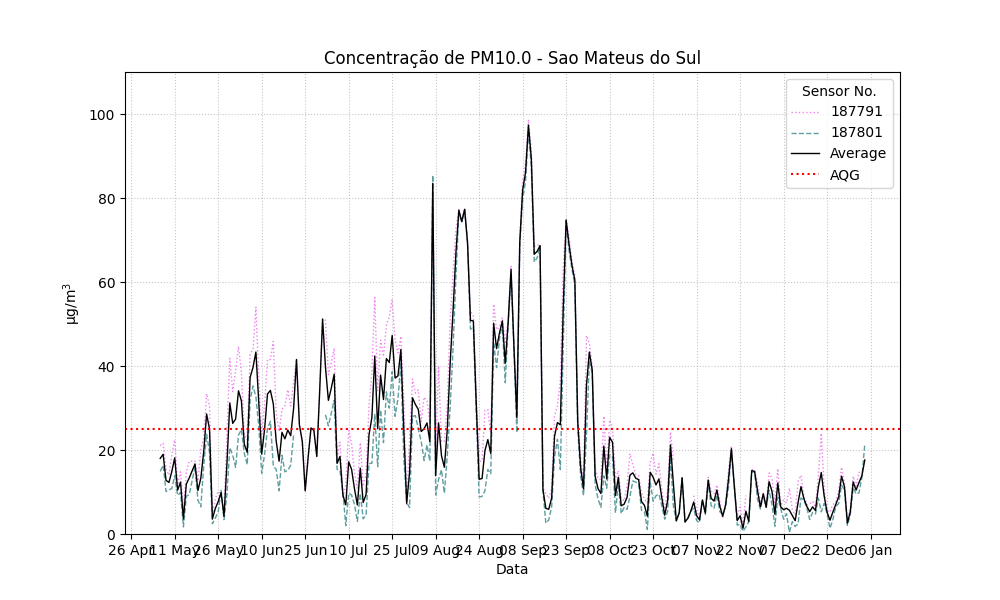 Concentração de PM10.0 - Sao Mateus do Sul
Sensor No.
187791
187801
Average
AQG
µg/m³
100
80
60
40
20
0
26 Apr 11 May 26 May 10 Jun 25 Jun 10 Jul 25 Jul 09 Aug 24 Aug 08 Sep 23 Sep 08 Oct 23 Oct 07 Nov 22 Nov 07 Dec 22 Dec 06 Jan
Data